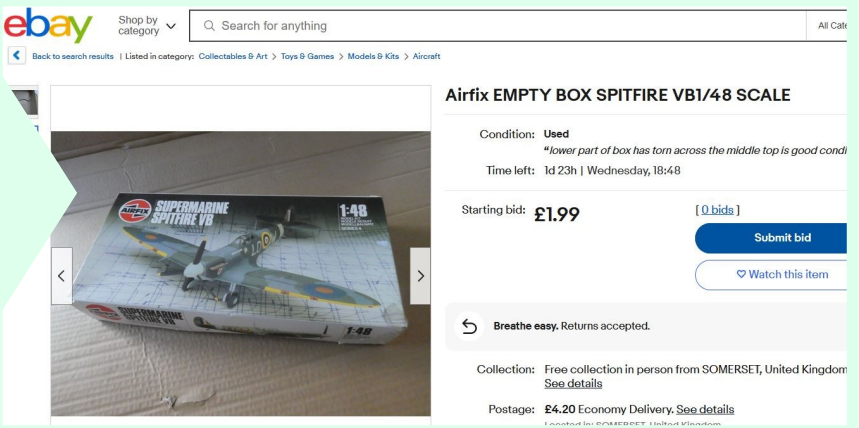 ebay
Shop by
category
Search for anything
All Cate
Back to search results | Listed in category: Collectables & Art > Toys & Games > Models & Kits > Aircraft
Airfix EMPTY BOX SPITFIRE VB1/48 SCALE
Condition: Used
"lower part of box has torn across the middle top is good condi
Time left: 1d 23h | Wednesday, 18:48
Starting bid: £1.99 [ 0 bids ]
Submit bid
Watch this item
AIRFIX
SUPERMARINE
SPITFIRE VB
1:48
SUPERMARINE
SPITFIRE VB
1:48
Breathe easy. Returns accepted.
Collection: Free collection in person from SOMERSET, United Kingdom
See details
Postage: £4.20 Economy Delivery. See details
Located in: SOMERSET, United Kingdom